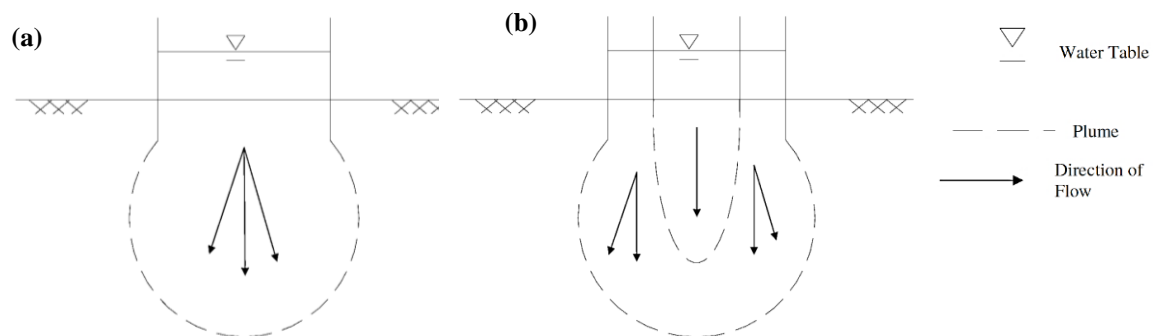 (a)
(b)
Water Table
Plume
Direction of
Flow